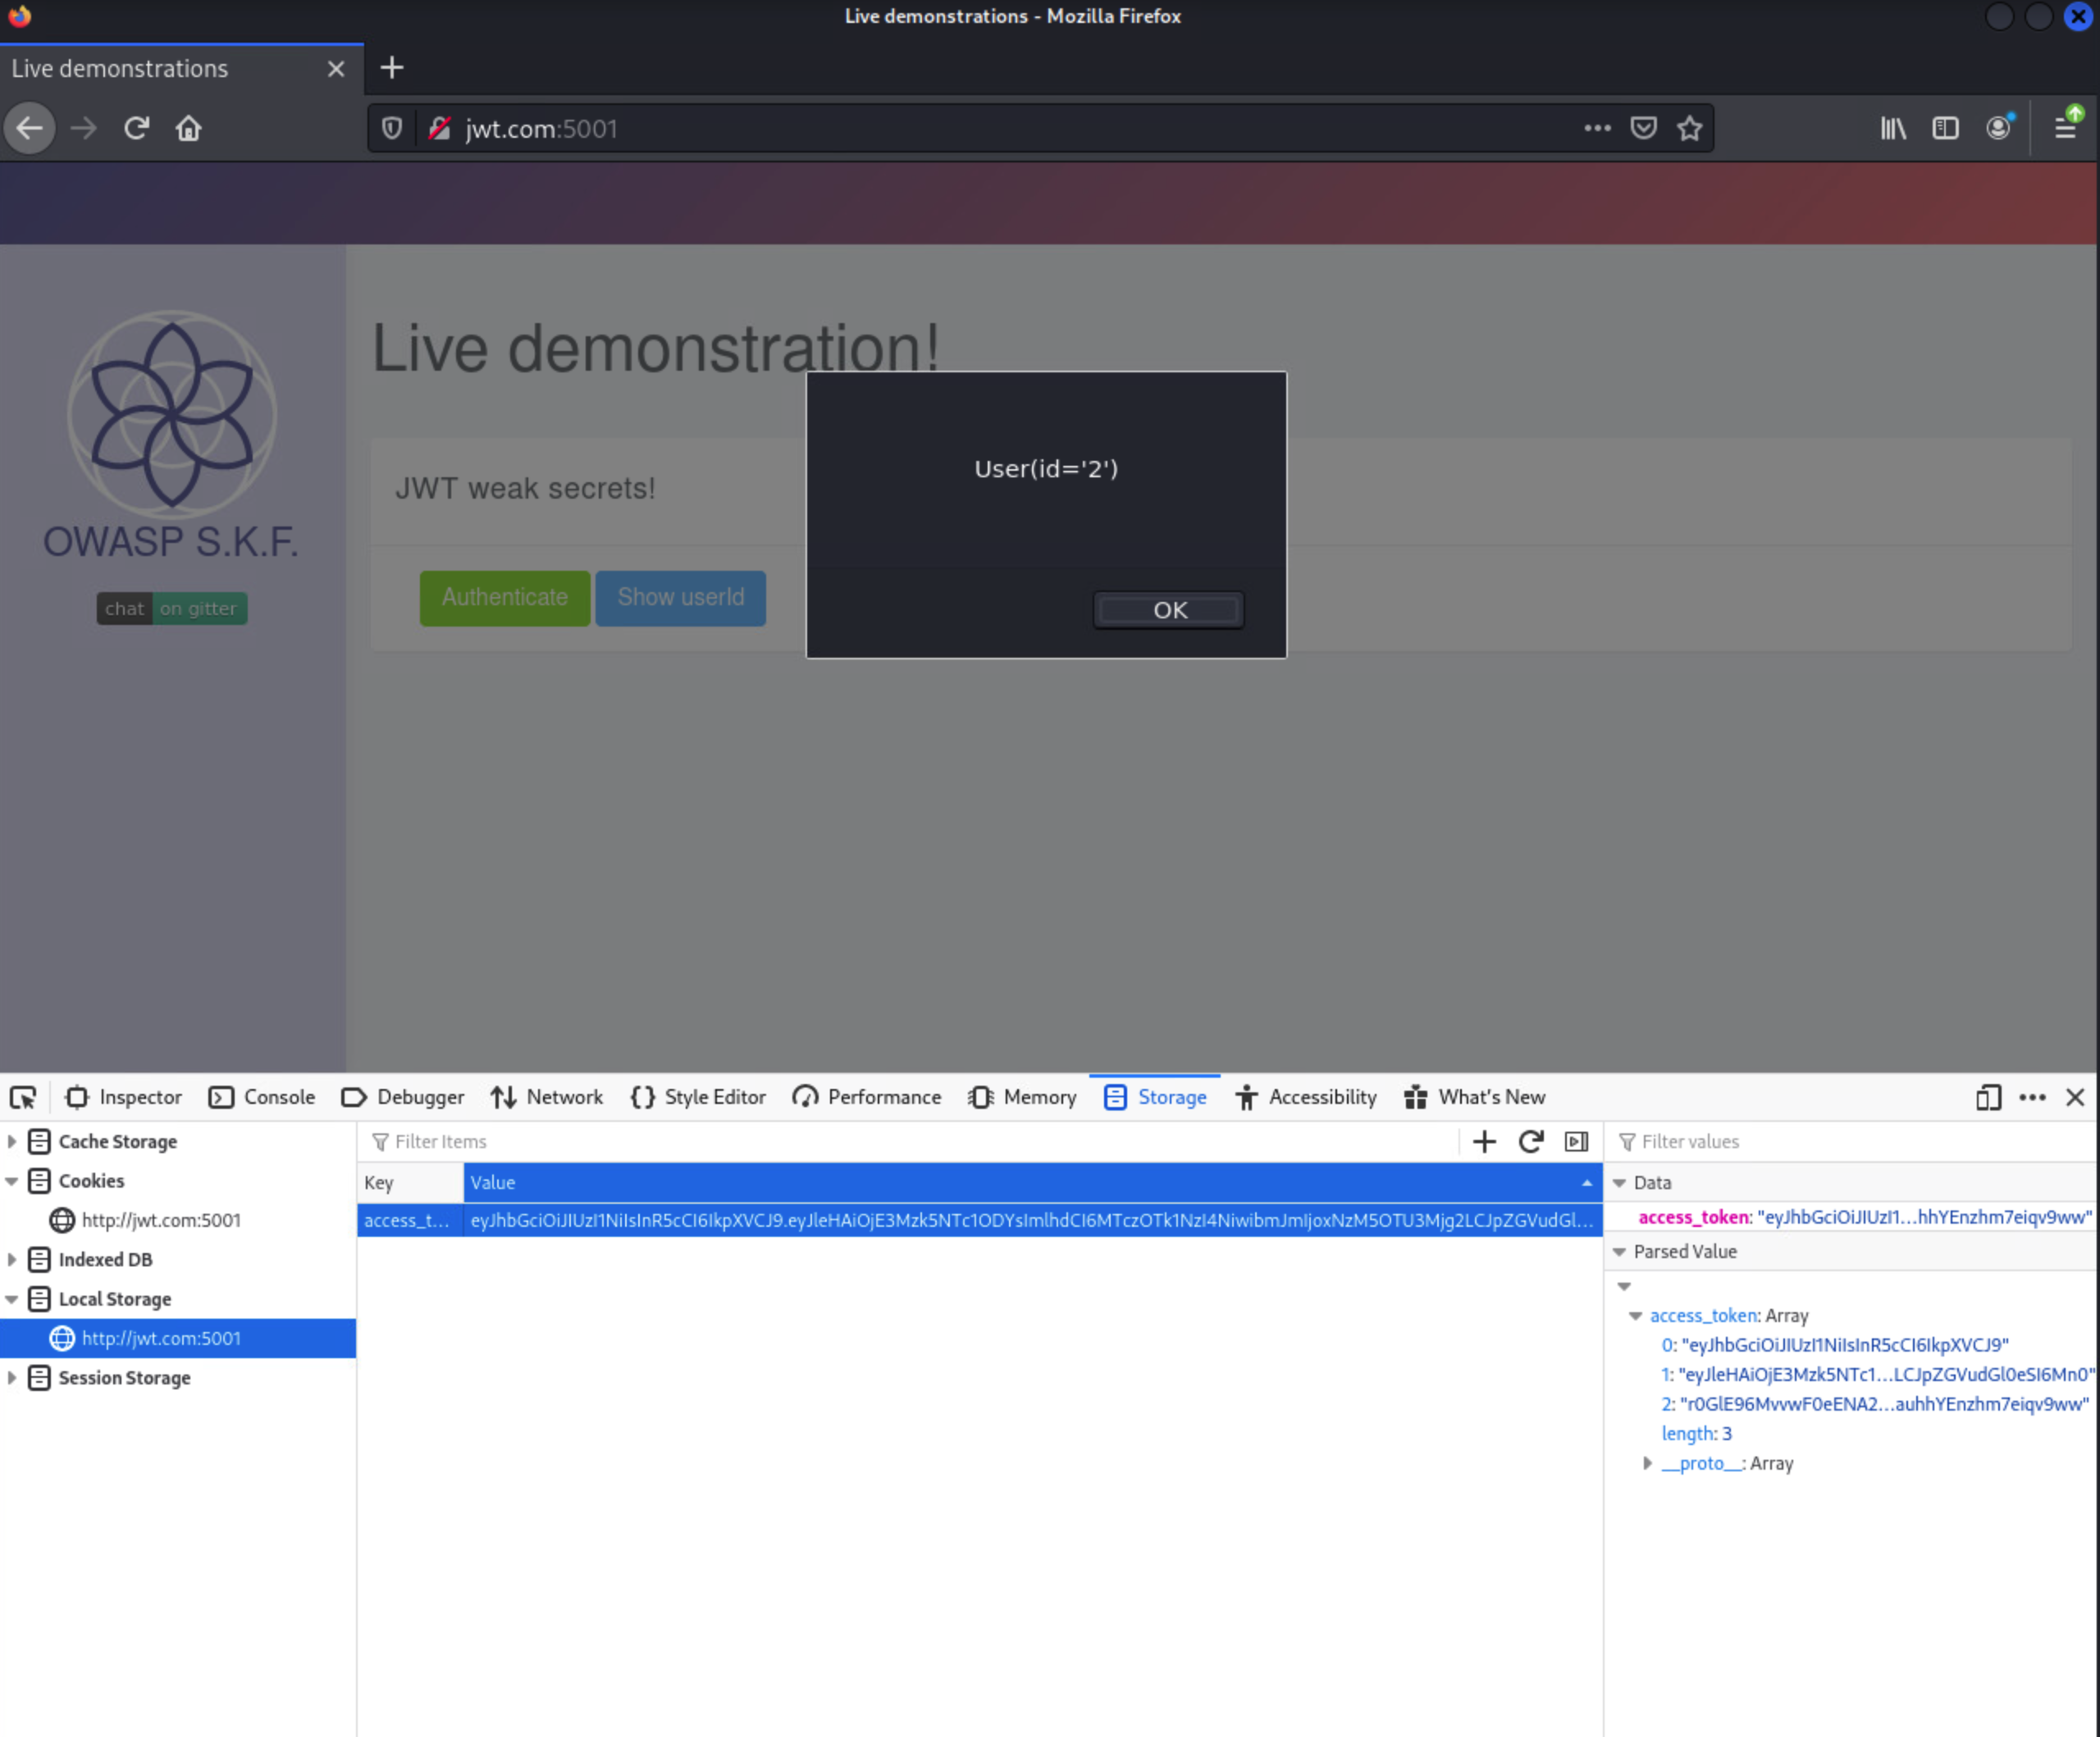 Live demonstrations - Mozilla Firefox
Live demonstrations
jwt.com:5001
Live demonstration!
User(id='2')
JWT weak secrets!
OWASP S.K.F.
Authenticate Show userId
OK
chat on gitter
Inspector Console Debugger Network Style Editor Performance Memory Storage Accessibility What's New
Cache Storage
Cookies
http://jwt.com:5001
Indexed DB
Local Storage
http://jwt.com:5001
Session Storage
Filter Items
Key Value
access_t... eyJhbGciOiJIUzI1NiIsInR5cCI6IkpXVCJ9.eyJleHAiOjE3Mzk5NTc1ODYsImlhdCI6MTczOTk1NzI4NiwibmJmIjoxNzM5OTU3Mjg2LCJpZGVudGl...
Filter values
Data
access_token: "eyJhbGciOiJIUzI1...hhYEnzhm7eiqv9ww"
Parsed Value
access_token: Array
0: "eyJhbGciOiJIUzI1NiIsInR5cCI6IkpXVCJ9"
1: "eyJleHAiOjE3Mzk5NTc1...LCJpZGVudGl0eSI6Mn0"
2: "r0GlE96MvvwF0eENA2...auhhYEnzhm7eiqv9ww"
length: 3
__proto__: Array